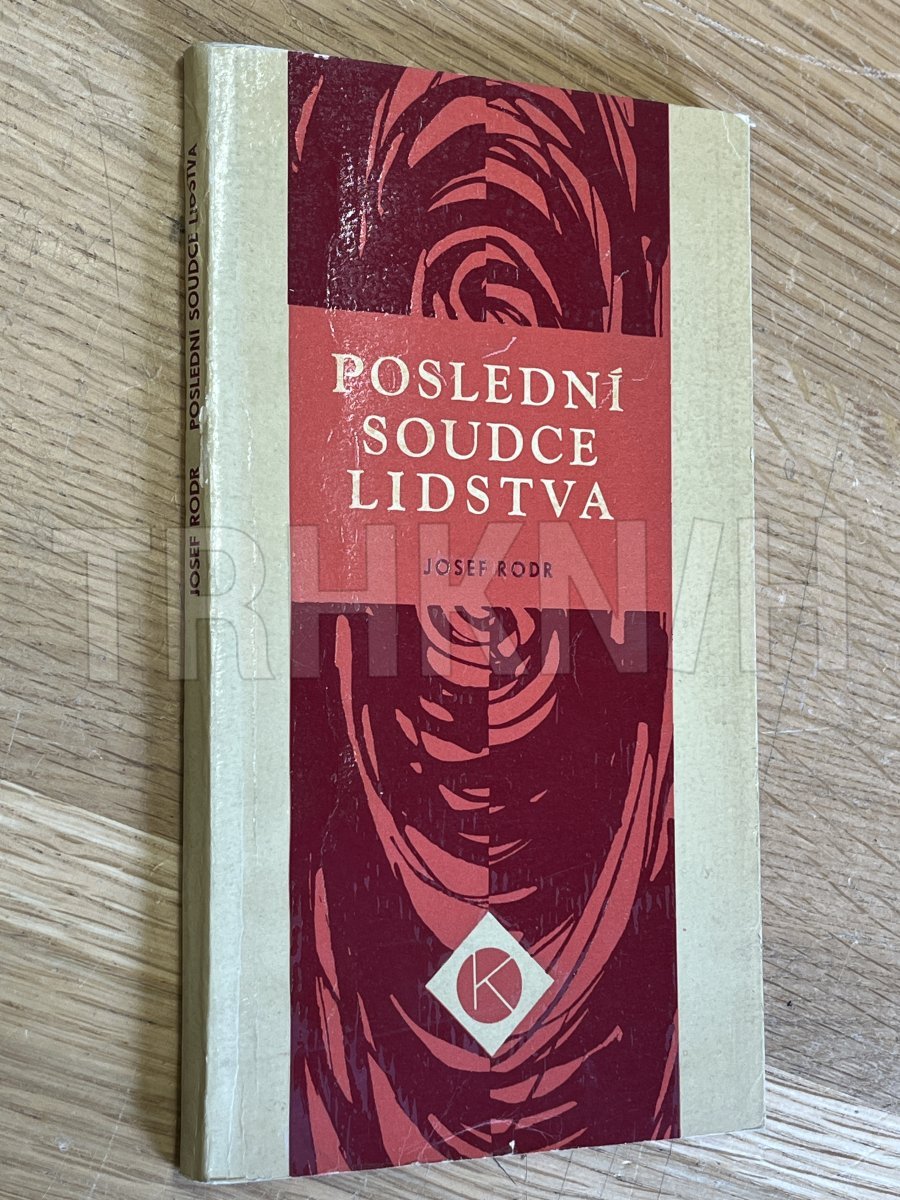 JOSEF RODR POSLEDNÍ SOUDCE LIDSTVA
POSLEDNÍ
SOUDCE
LIDSTVA
JOSEF RODR
K
TRHKNIH